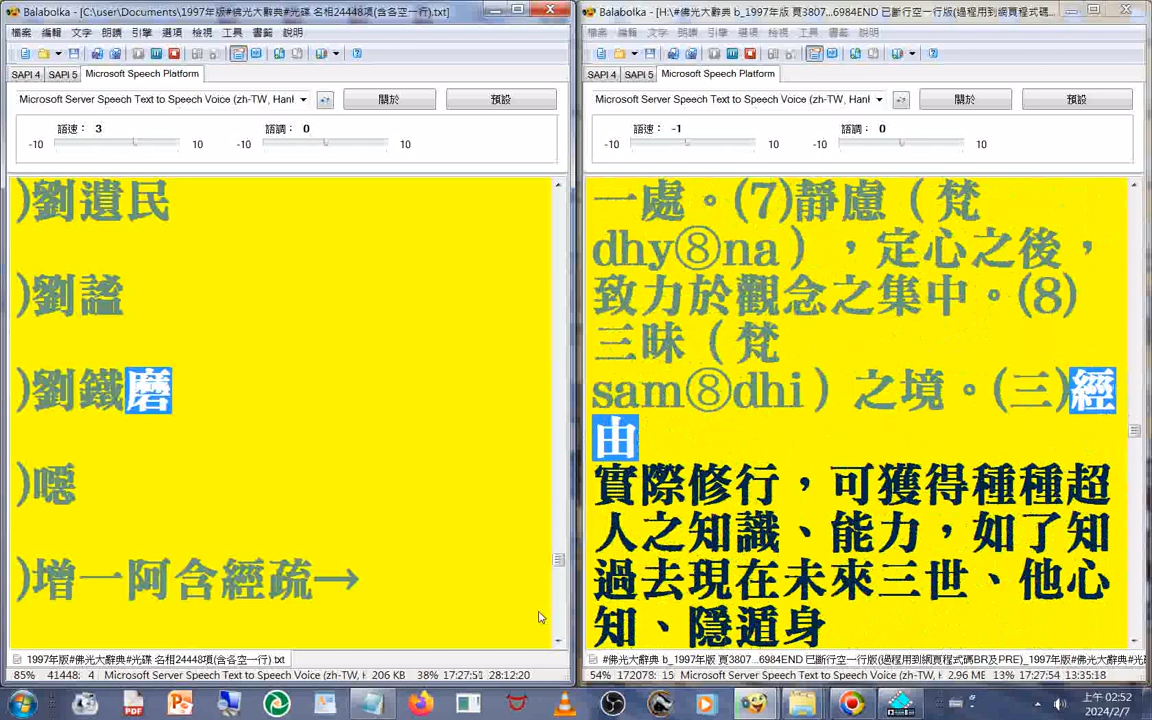 Balabolka - [C:\user\Documents\1997年版#佛光大辭典#光碟 名相24448項(含各空一行).txt]
檔案 編輯 文字 朗讀 引擎 選項 檢視 工具 書籤 說明
SAPI 4 SAPI 5 Microsoft Speech Platform
Microsoft Server Speech Text to Speech Voice (zh-TW, Hanl
關於
預設
語速： 3
語調： 0
-10 10 -10 10
)劉遺民
)劉謐
)劉鐵磨
)噁
)增一阿含經疏→
1997年版#佛光大辭典#光碟 名相24448項(含各空一行).txt
85% 41448: 4 Microsoft Server Speech Text to Speech Voice (zh-TW, H 206 KB 38% 17:27:51 28:12:20
Balabolka - [H:\#佛光大辭典 b_1997年版 頁3807...6984END 已斷行空一行版(過程用到網頁程式碼...
檔案 編輯 文字 朗讀 引擎 選項 檢視 工具 書籤 說明
SAPI 4 SAPI 5 Microsoft Speech Platform
Microsoft Server Speech Text to Speech Voice (zh-TW, Hanl
關於
預設
語速： -1
語調： 0
-10 10 -10 10
一處。(7)靜慮（梵
dhy⑧na），定心之後，
致力於觀念之集中。(8)
三昧（梵
sam⑧dhi）之境。(三)經
由
實際修行，可獲得種種超
人之知識、能力，如了知
過去現在未來三世、他心
知、隱遁身
#佛光大辭典 b_1997年版 頁3807...6984END 已斷行空一行版(過程用到網頁程式碼BR及PRE)_1997年版#佛光大辭典#光
54% 172078: 15 Microsoft Server Speech Text to Speech Voice (zh-TW, H 2.96 ME 13% 17:27:54 13:35:18
上午 02:52
2024/2/7